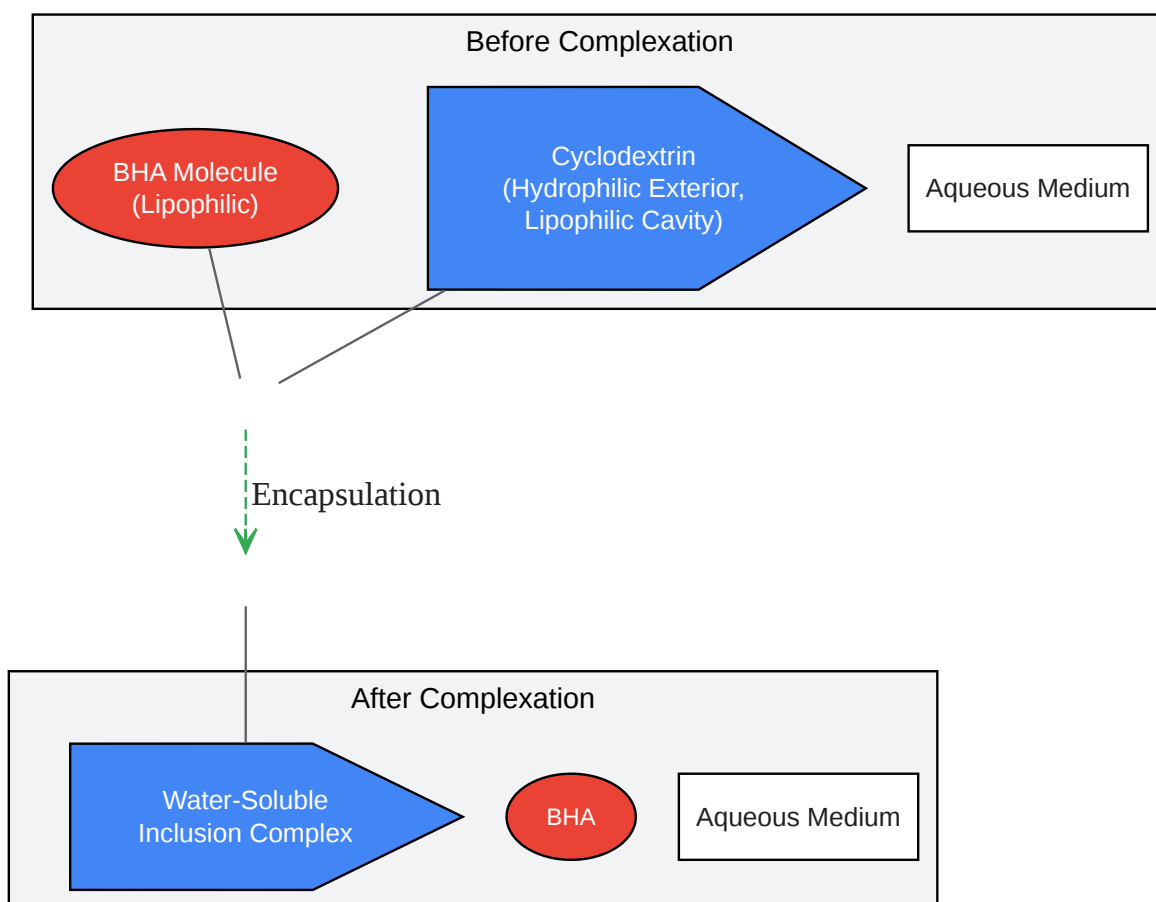 Before Complexation
BHA Molecule
(Lipophilic)
Cyclodextrin
(Hydrophilic Exterior,
Lipophilic Cavity)
Aqueous Medium
Encapsulation
After Complexation
Water-Soluble
Inclusion Complex
BHA
Aqueous Medium